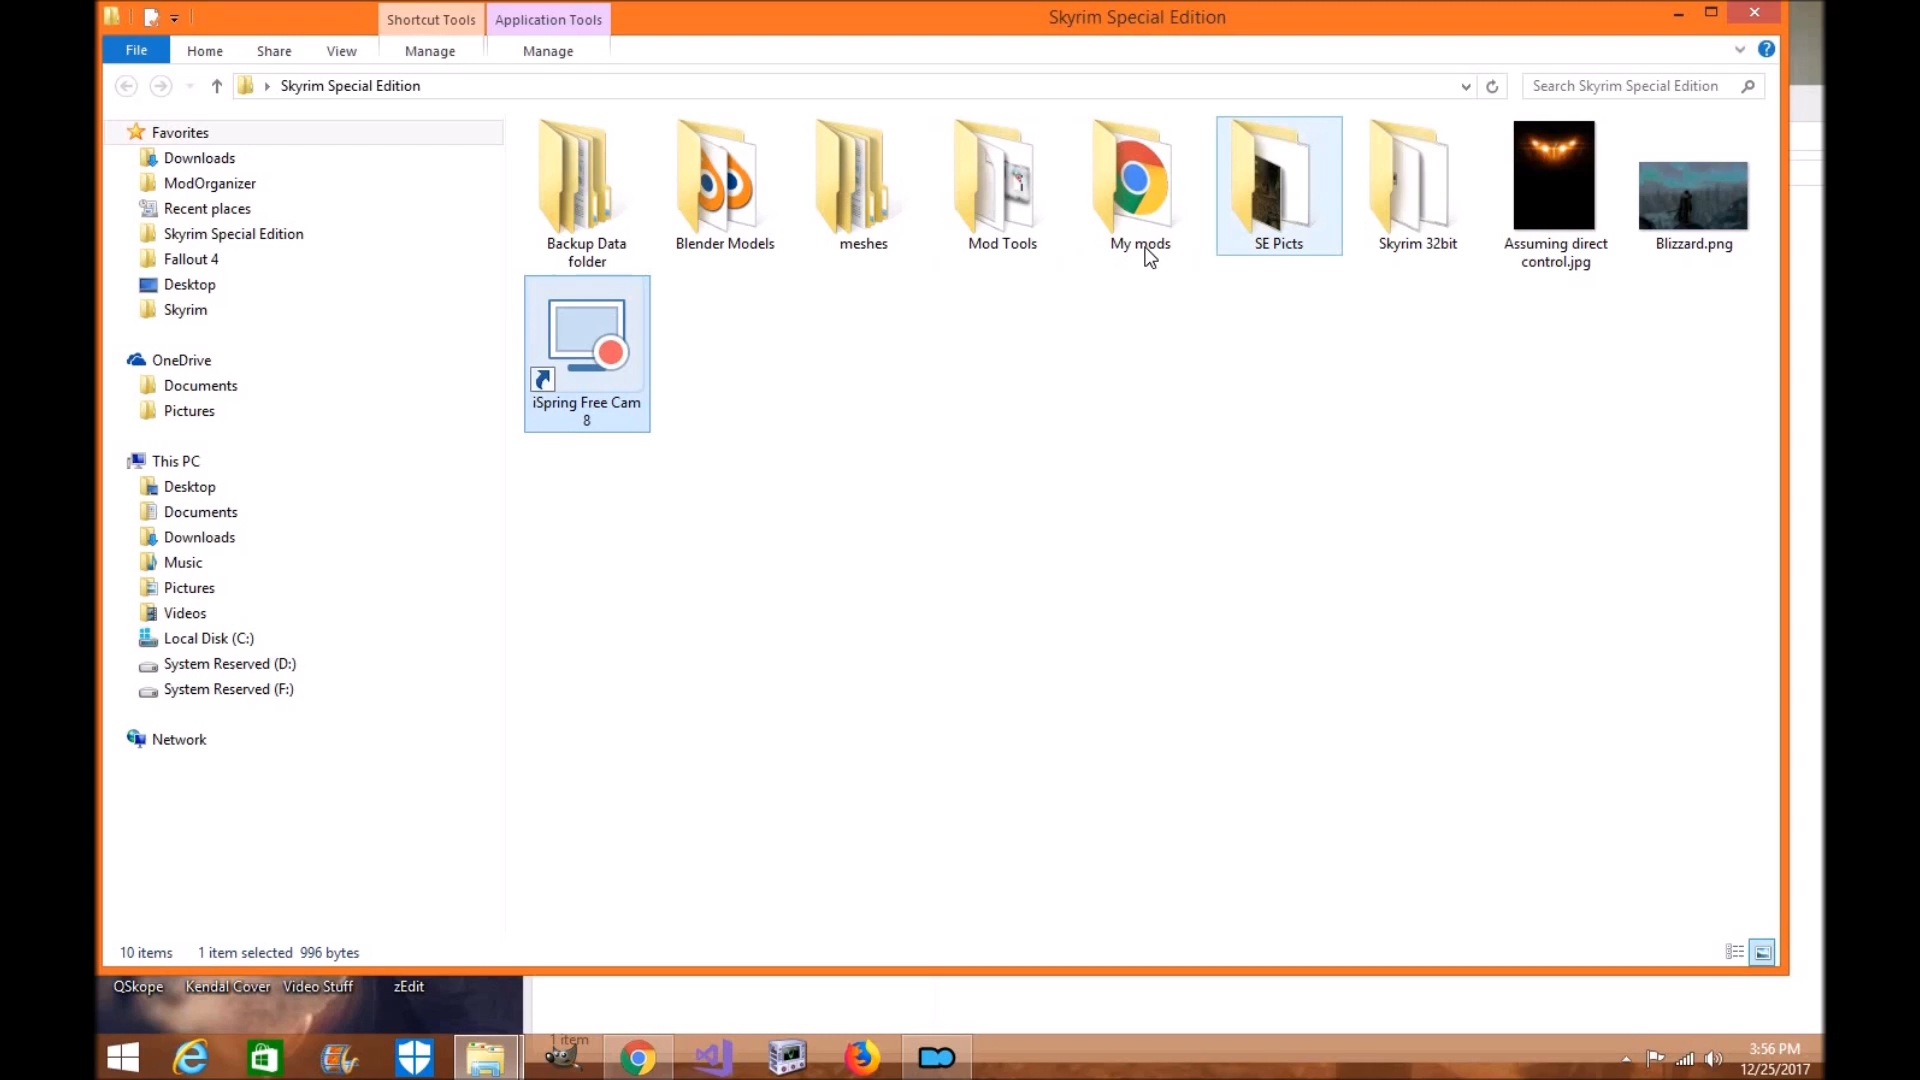 Shortcut Tools
Application Tools
Skyrim Special Edition
File
Home
Share
View
Manage
Manage
Skyrim Special Edition
Search Skyrim Special Edition
Favorites
Downloads
ModOrganizer
Recent places
Skyrim Special Edition
Fallout 4
Desktop
Skyrim
OneDrive
Documents
Pictures
This PC
Desktop
Documents
Downloads
Music
Pictures
Videos
Local Disk (C:)
System Reserved (D:)
System Reserved (F:)
Network
Backup Data
folder
Blender Models
meshes
Mod Tools
My mods
SE Picts
Skyrim 32bit
Assuming direct
control.jpg
Blizzard.png
iSpring Free Cam
8
10 items
1 item selected 996 bytes
QSkope
Kendal Cover
Video Stuff
zEdit
1 item
3:56 PM
12/25/2017